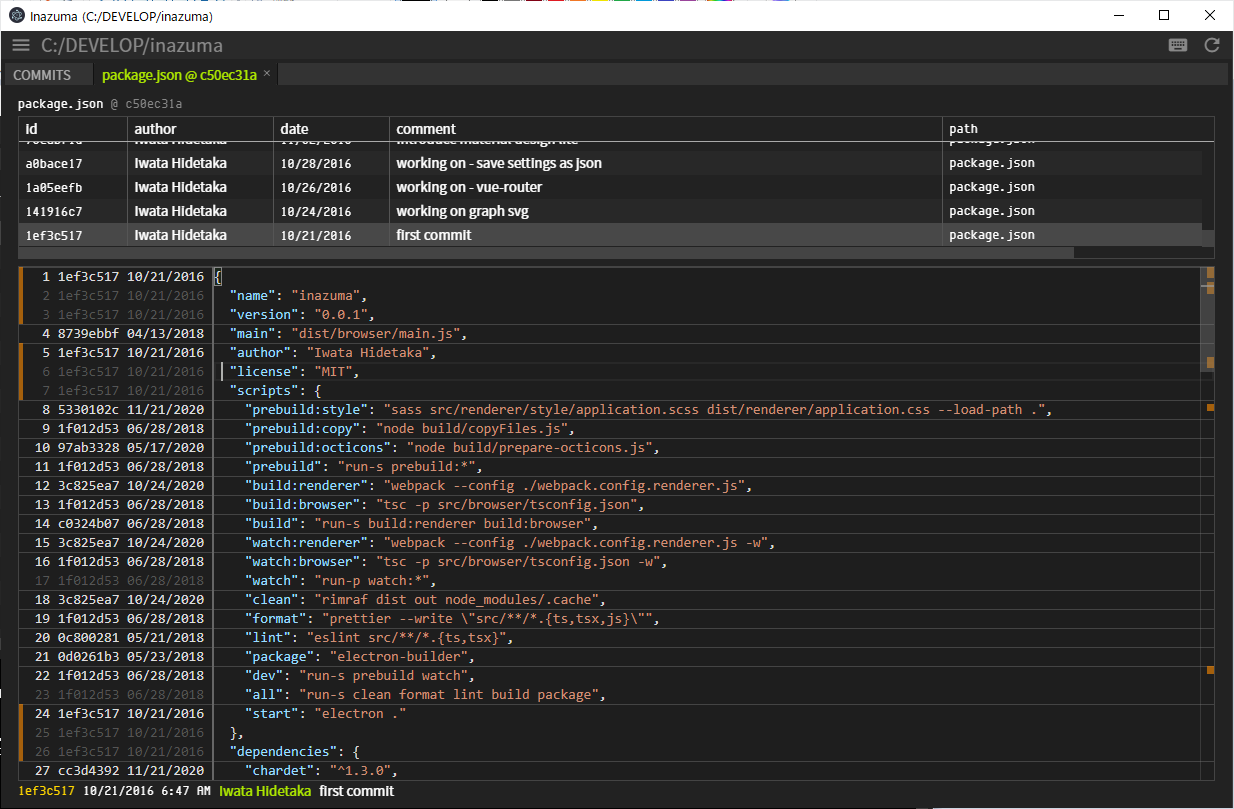 Inazuma (C:/DEVELOP/inazuma)
C:/DEVELOP/inazuma
COMMITS package.json @ c50ec31a ×
package.json @ c50ec31a
id author date comment path
Iwata Hidetaka 11/02/2016 introduce material design lite package.json
a0bace17 Iwata Hidetaka 10/28/2016 working on - save settings as json package.json
1a05eefb Iwata Hidetaka 10/26/2016 working on - vue-router package.json
141916c7 Iwata Hidetaka 10/24/2016 working on graph svg package.json
1ef3c517 Iwata Hidetaka 10/21/2016 first commit package.json
1 1ef3c517 10/21/2016 {
2 1ef3c517 10/21/2016 "name": "inazuma",
3 1ef3c517 10/21/2016 "version": "0.0.1",
4 8739ebbf 04/13/2018 "main": "dist/browser/main.js",
5 1ef3c517 10/21/2016 "author": "Iwata Hidetaka",
6 1ef3c517 10/21/2016 "license": "MIT",
7 1ef3c517 10/21/2016 "scripts": {
8 5330102c 11/21/2020 "prebuild:style": "sass src/renderer/style/application.scss dist/renderer/application.css --load-path .",
9 1f012d53 06/28/2018 "prebuild:copy": "node build/copyFiles.js",
10 97ab3328 05/17/2020 "prebuild:octicons": "node build/prepare-octicons.js",
11 1f012d53 06/28/2018 "prebuild": "run-s prebuild:*",
12 3c825ea7 10/24/2020 "build:renderer": "webpack --config ./webpack.config.renderer.js",
13 1f012d53 06/28/2018 "build:browser": "tsc -p src/browser/tsconfig.json",
14 c0324b07 06/28/2018 "build": "run-s build:renderer build:browser",
15 3c825ea7 10/24/2020 "watch:renderer": "webpack --config ./webpack.config.renderer.js -w",
16 1f012d53 06/28/2018 "watch:browser": "tsc -p src/browser/tsconfig.json -w",
17 1f012d53 06/28/2018 "watch": "run-p watch:*",
18 3c825ea7 10/24/2020 "clean": "rimraf dist out node_modules/.cache",
19 1f012d53 06/28/2018 "format": "prettier --write \"src/**/*.{ts,tsx,js}\"",
20 0c800281 05/21/2018 "lint": "eslint src/**/*.{ts,tsx}",
21 0d0261b3 05/23/2018 "package": "electron-builder",
22 1f012d53 06/28/2018 "dev": "run-s prebuild watch",
23 1f012d53 06/28/2018 "all": "run-s clean format lint build package",
24 1ef3c517 10/21/2016 "start": "electron ."
25 1ef3c517 10/21/2016 },
26 1ef3c517 10/21/2016 "dependencies": {
27 cc3d4392 11/21/2020 "chardet": "^1.3.0",
1ef3c517 10/21/2016 6:47 AM Iwata Hidetaka first commit